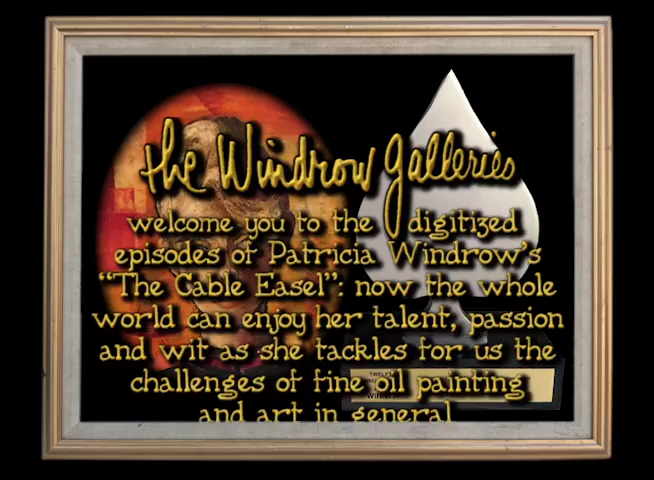 the Windrow Galleries
welcome you to the digitized
episodes of Patricia Windrow's
"The Cable Easel": now the whole
world can enjoy her talent, passion
and wit as she tackles for us the
challenges of fine oil painting
and art in general